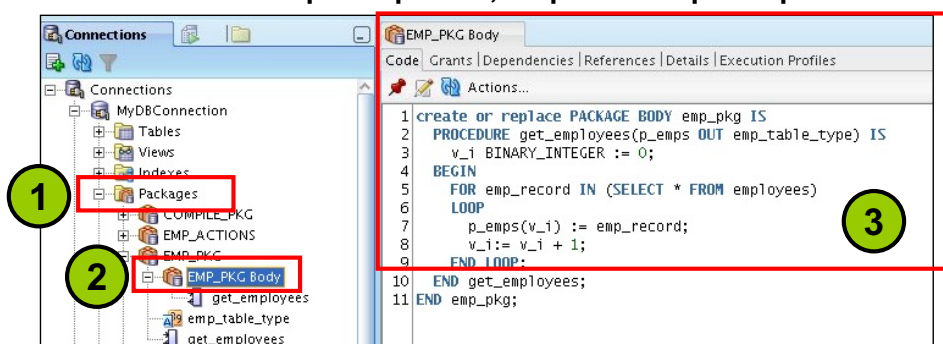 Connections
Connections
MyDBConnection
Tables
Views
Indexes
Packages
COMPILE_PKG
EMP_ACTIONS
EMP_PKG
EMP_PKG Body
get_employees
emp_table_type
get_employees
1
2
EMP_PKG Body
Code Grants | Dependencies | References | Details | Execution Profiles
Actions...
1 create or replace PACKAGE BODY emp_pkg IS
2 PROCEDURE get_employees(p_emps OUT emp_table_type) IS
3 v_i BINARY_INTEGER := 0;
4 BEGIN
5 FOR emp_record IN (SELECT * FROM employees)
6 LOOP
7 p_emps(v_i) := emp_record;
8 v_i:= v_i + 1;
9 END LOOP;
10 END get_employees;
11 END emp_pkg;
3